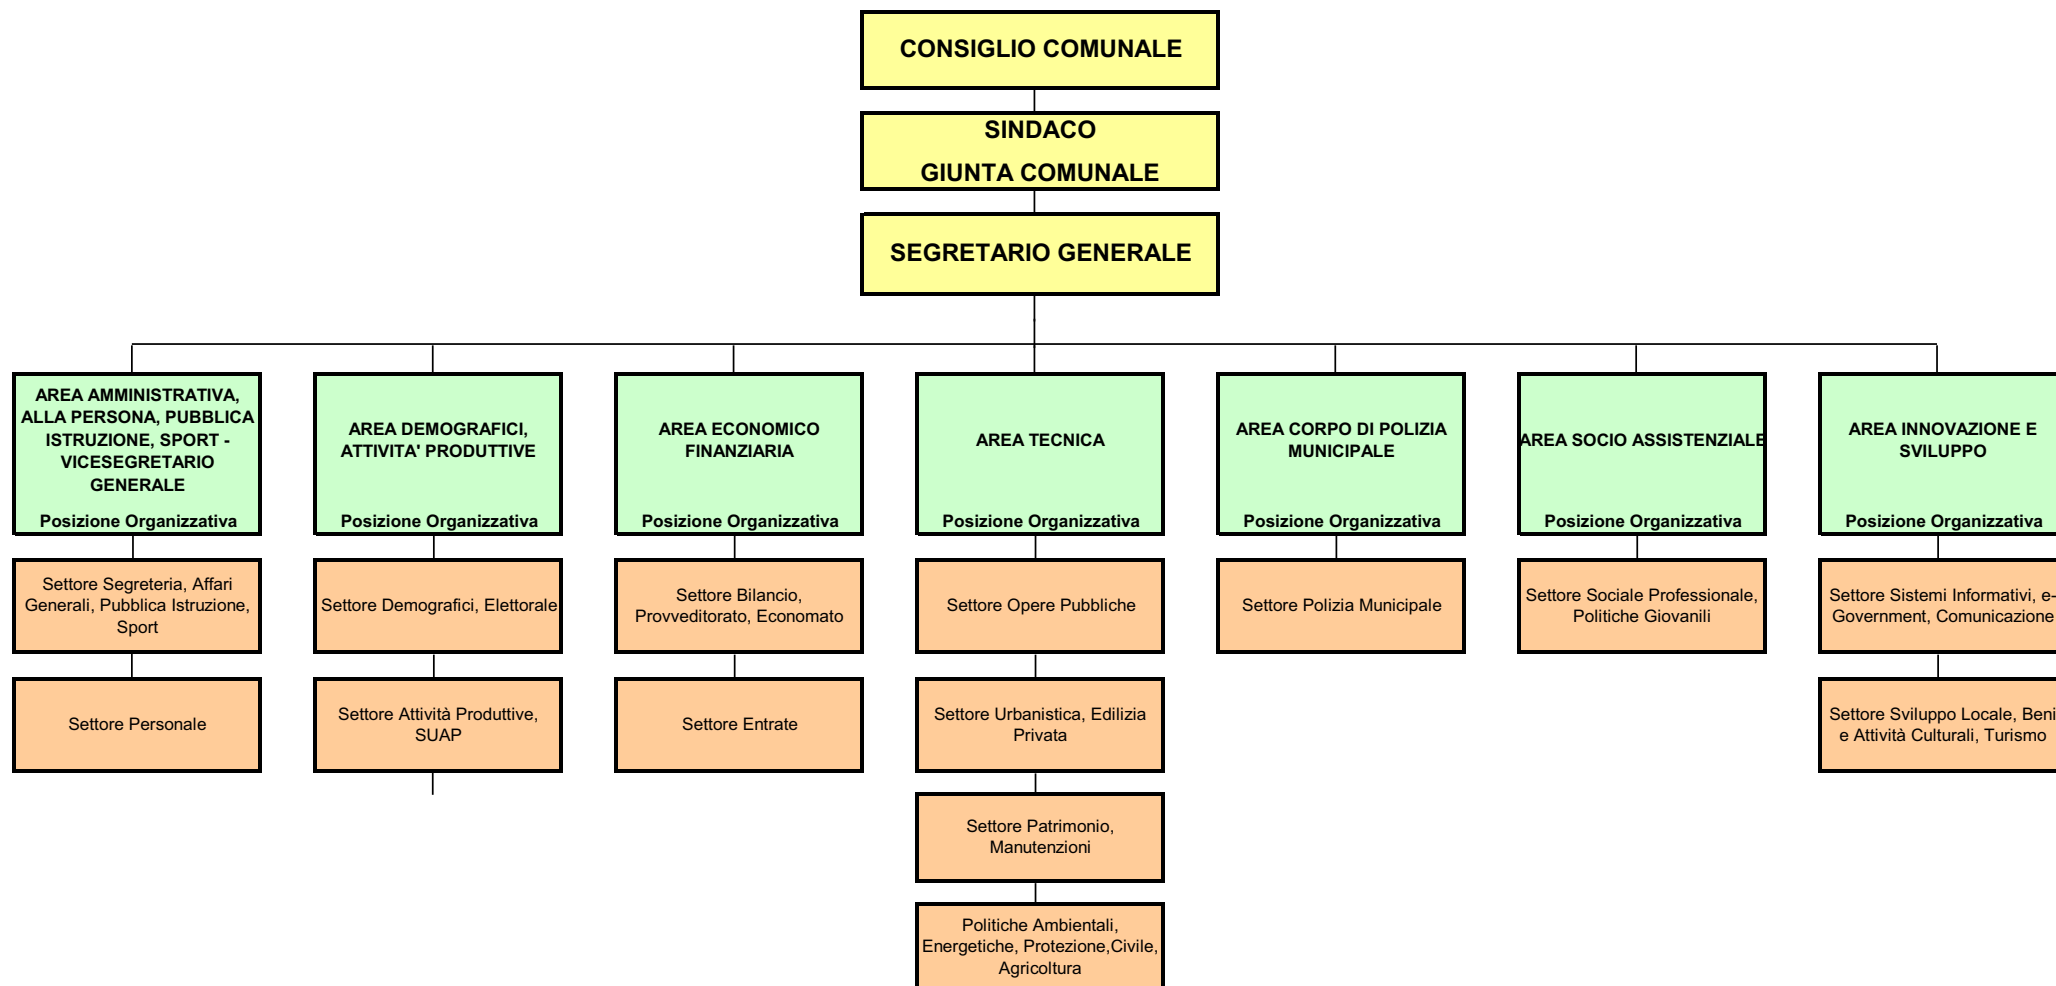 CONSIGLIO COMUNALE
SINDACO
GIUNTA COMUNALE
SEGRETARIO GENERALE
AREA AMMINISTRATIVA,
ALLA PERSONA, PUBBLICA
ISTRUZIONE, SPORT -
VICESEGRETARIO
GENERALE
Posizione Organizzativa
AREA DEMOGRAFICI,
ATTIVITA' PRODUTTIVE
Posizione Organizzativa
AREA ECONOMICO
FINANZIARIA
Posizione Organizzativa
AREA TECNICA
Posizione Organizzativa
AREA CORPO DI POLIZIA
MUNICIPALE
Posizione Organizzativa
AREA SOCIO ASSISTENZIALE
Posizione Organizzativa
AREA INNOVAZIONE E
SVILUPPO
Posizione Organizzativa
Settore Segreteria, Affari
Generali, Pubblica Istruzione,
Sport
Settore Demografici, Elettorale
Settore Bilancio,
Provveditorato, Economato
Settore Opere Pubbliche
Settore Polizia Municipale
Settore Sociale Professionale,
Politiche Giovanili
Settore Sistemi Informativi, e-
Government, Comunicazione
Settore Personale
Settore Attività Produttive,
SUAP
Settore Entrate
Settore Urbanistica, Edilizia
Privata
Settore Sviluppo Locale, Beni
e Attività Culturali, Turismo
Settore Patrimonio,
Manutenzioni
Politiche Ambientali,
Energetiche, Protezione,Civile,
Agricoltura